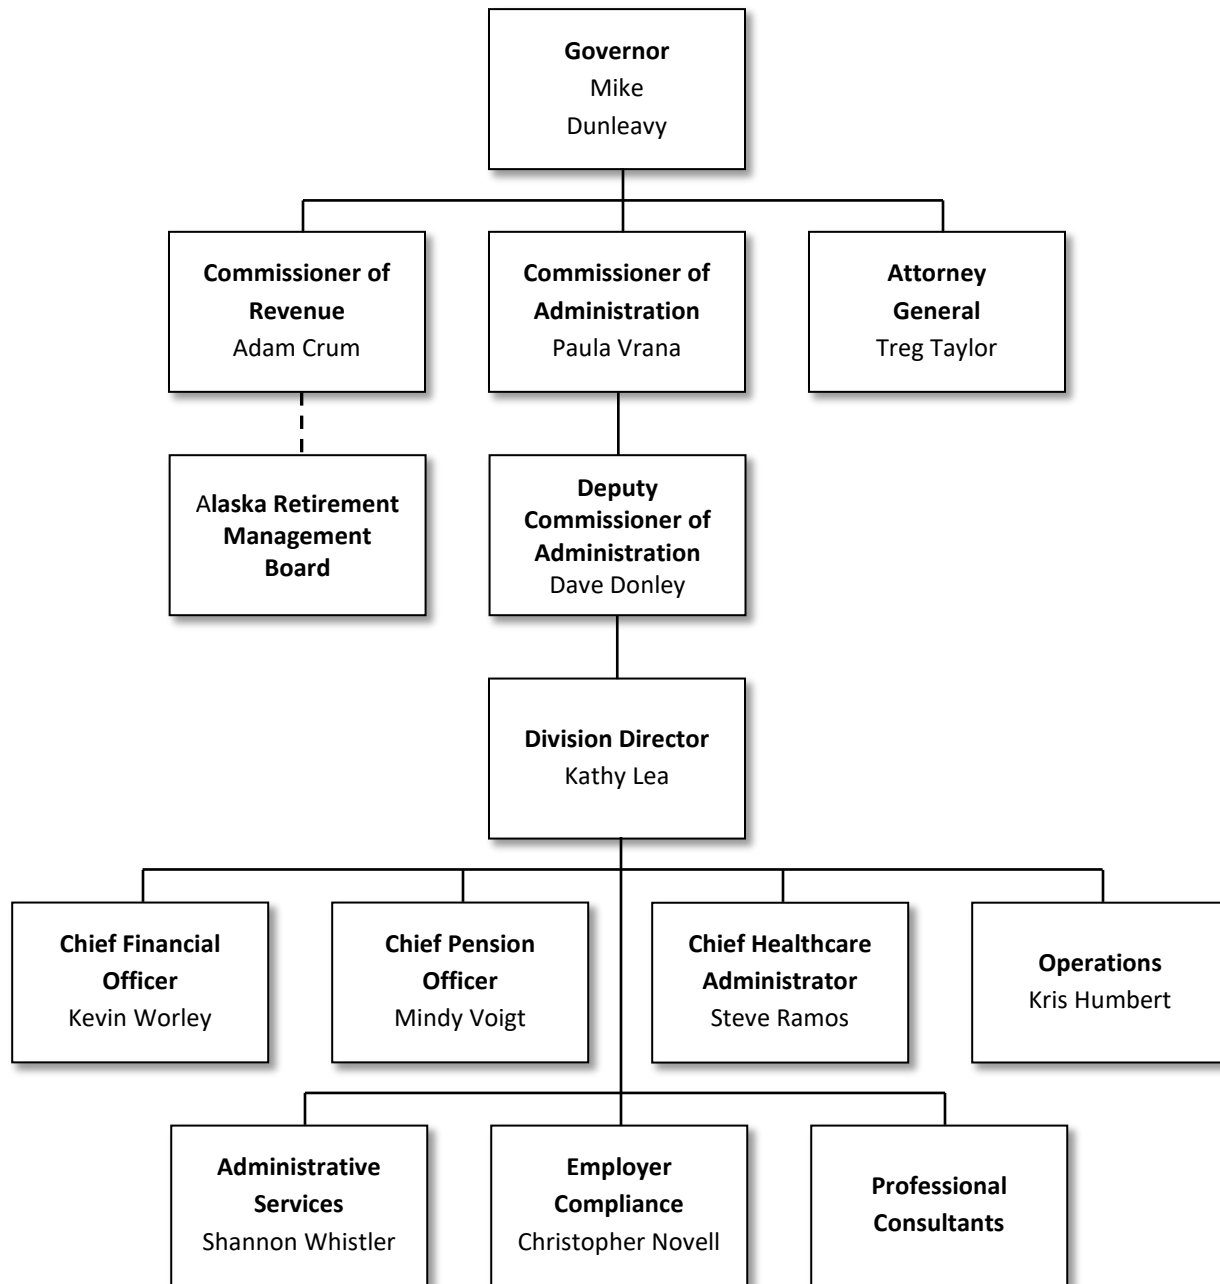 Governor
Mike
Dunleavy
Commissioner of
Revenue
Adam Crum
Commissioner of
Administration
Paula Vrana
Attorney
General
Treg Taylor
Alaska Retirement
Management
Board
Deputy
Commissioner of
Administration
Dave Donley
Division Director
Kathy Lea
Chief Financial
Officer
Kevin Worley
Chief Pension
Officer
Mindy Voigt
Chief Healthcare
Administrator
Steve Ramos
Operations
Kris Humbert
Administrative
Services
Shannon Whistler
Employer
Compliance
Christopher Novell
Professional
Consultants